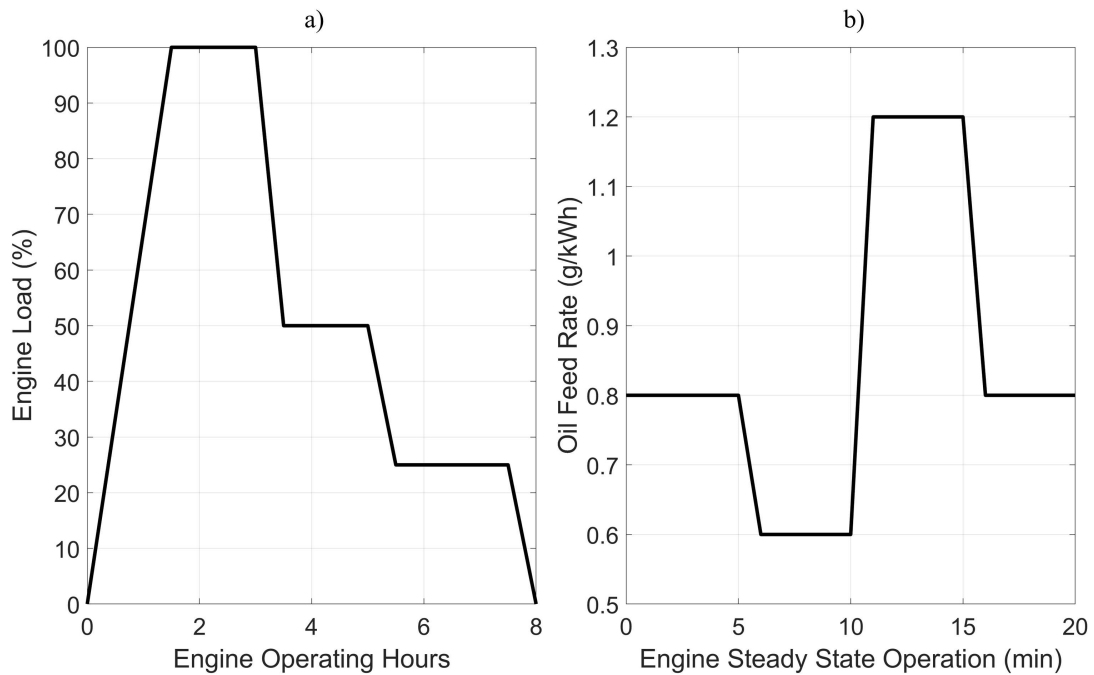 a)
100
90
80
70
60
50
40
30
20
10
0
Engine Load (%)
0 2 4 6 8
Engine Operating Hours
b)
1.3
1.2
1.1
1
0.9
0.8
0.7
0.6
0.5
Oil Feed Rate (g/kWh)
0 5 10 15 20
Engine Steady State Operation (min)